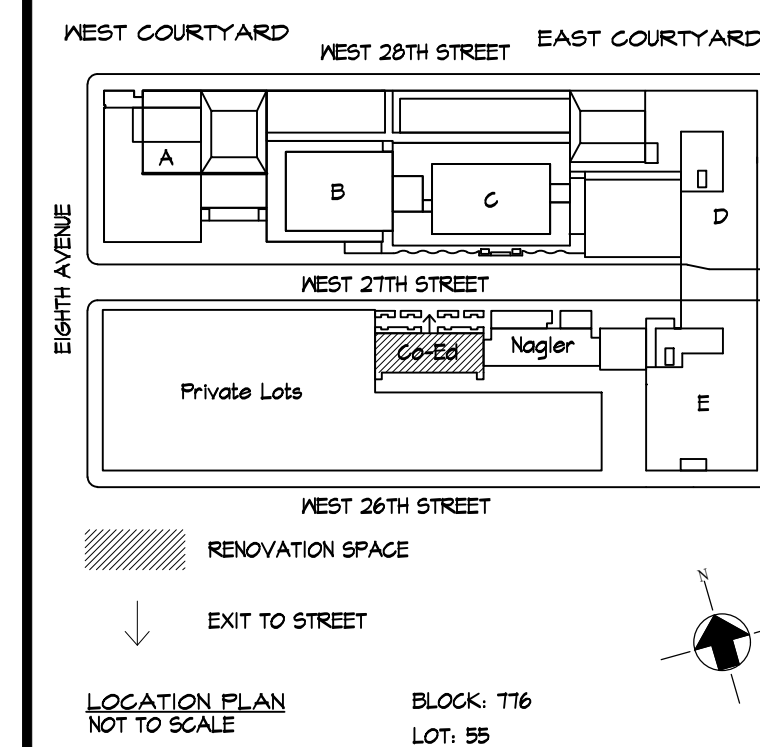 WEST COURTYARD
WEST 28TH STREET
EAST COURTYARD
A
B
C
D
EIGHTH AVENUE
WEST 27TH STREET
Co-Ed
Nagler
Private Lots
E
WEST 26TH STREET
RENOVATION SPACE
N
EXIT TO STREET
LOCATION PLAN
NOT TO SCALE
BLOCK: 776
LOT: 55